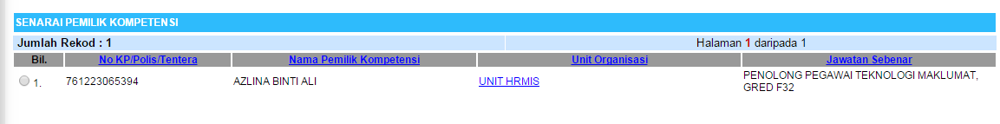 SENARAI PEMILIK KOMPETENSI
Jumlah Rekod : 1 Halaman 1 daripada 1
Bil. No KP/Polis/Tentera Nama Pemilik Kompetensi Unit Organisasi Jawatan Sebenar
1. 761223065394 AZLINA BINTI ALI UNIT HRMIS PENOLONG PEGAWAI TEKNOLOGI MAKLUMAT,
GRED F32